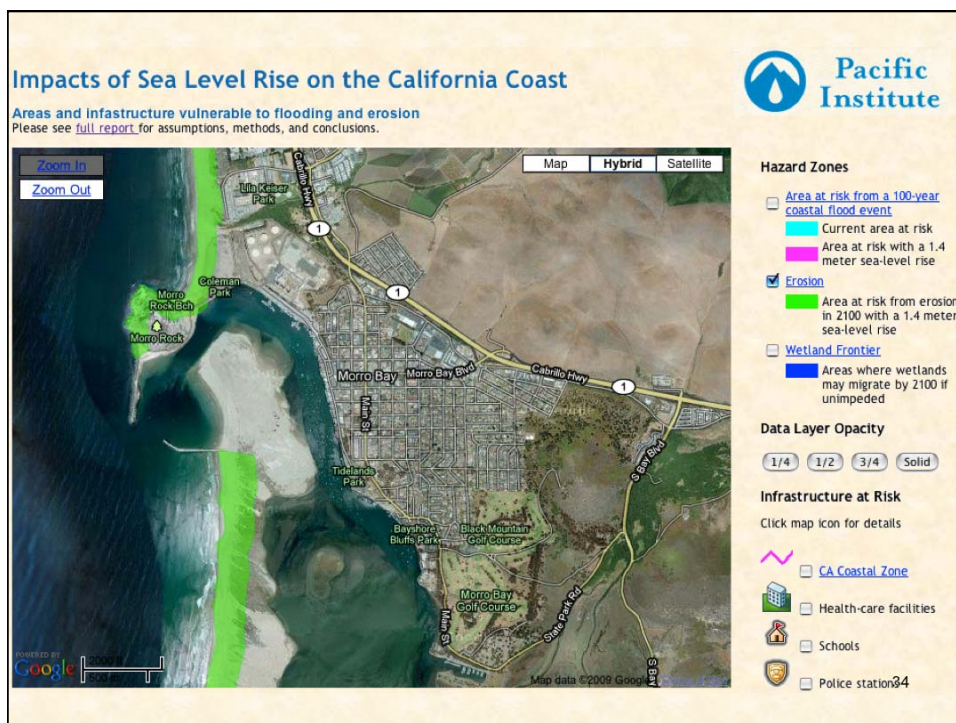 Impacts of Sea Level Rise on the California Coast
Pacific
Institute
Areas and infastructure vulnerable to flooding and erosion
Please see full report for assumptions, methods, and conclusions.
Zoom In
Zoom Out
Map
Hybrid
Satellite
Cabrillo Hwy
Lila Keiser
Park
1
1
Coleman
Park
Morro
Rock Bch
Morro Rock
Morro Bay
Morro Bay Blvd
Cabrillo Hwy
1
Main St
S Bay Blvd
Tidelands
Park
Bayshore
Bluffs Park
Black Mountain
Golf Course
Morro Bay
Golf Course
Main St
State Park Rd
S Bay
POWERED BY
Google
2000 ft
500 m
Map data ©2009 Google
Hazard Zones
Area at risk from a 100-year
coastal flood event
Current area at risk
Area at risk with a 1.4
meter sea-level rise
Erosion
Area at risk from erosion
in 2100 with a 1.4 meter
sea-level rise
Wetland Frontier
Areas where wetlands
may migrate by 2100 if
unimpeded
Data Layer Opacity
1/4
1/2
3/4
Solid
Infrastructure at Risk
Click map icon for details
CA Coastal Zone
Health-care facilities
Schools
Police stations
34